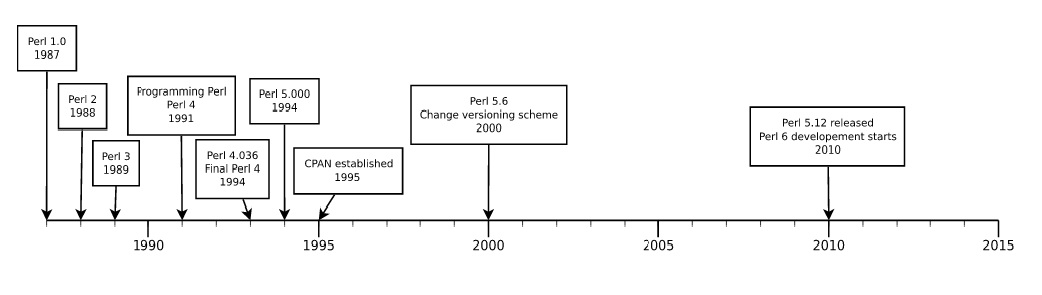 Perl 1.0
1987
Perl 2
1988
Perl 3
1989
Programming Perl
Perl 4
1991
Perl 4.036
Final Perl 4
1994
Perl 5.000
1994
CPAN established
1995
Perl 5.6
Change versioning scheme
2000
Perl 5.12 released
Perl 6 developement starts
2010
1990
1995
2000
2005
2010
2015